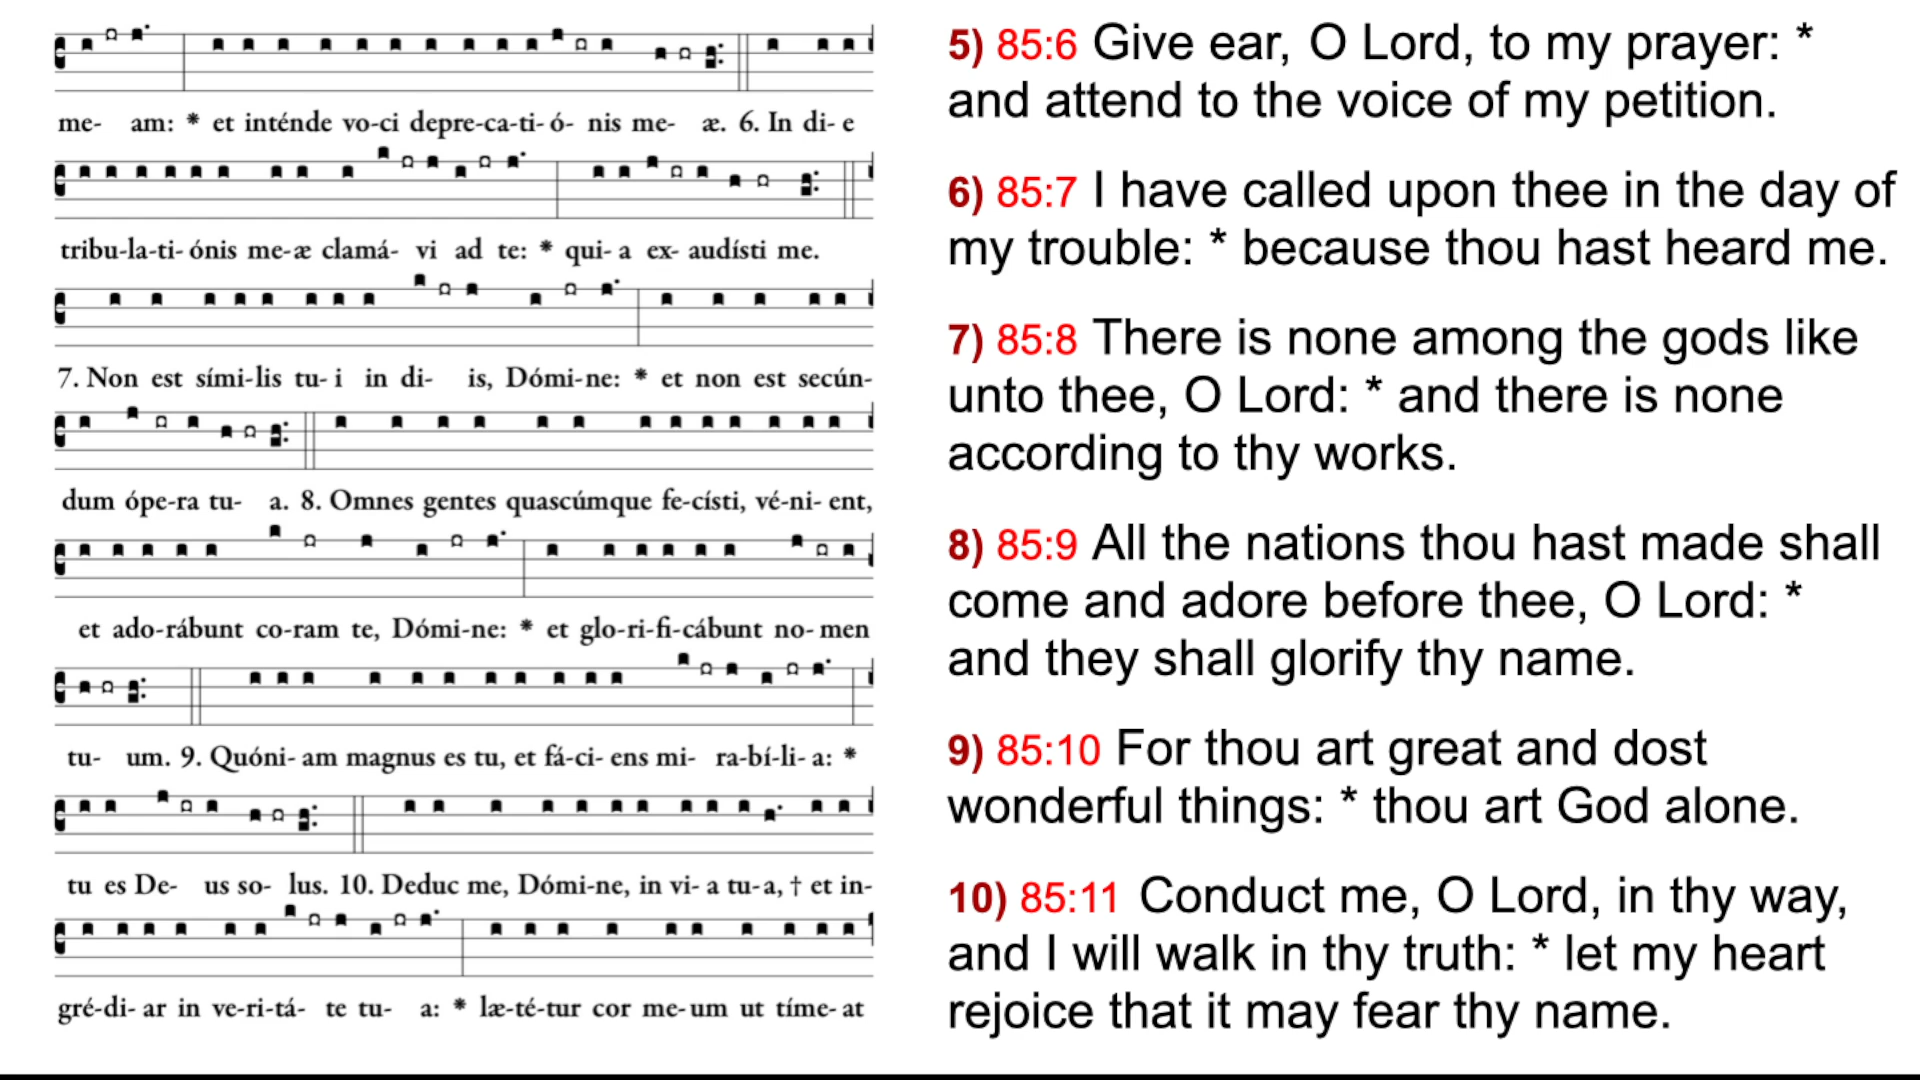 me- am: * et inténde vo-ci depre-ca-ti-ó- nis me- æ. 6. In di- e
tribu-la-ti-ónis me-æ clamá- vi ad te: * qui- a ex- audísti me.
7. Non est sími-lis tu- i in di- is, Dómi-ne: * et non est secún-
dum ópe-ra tu- a. 8. Omnes gentes quascúmque fe-císti, vé-ni- ent,
et ado-rábunt co-ram te, Dómi-ne: * et glo-ri-fi-cábunt no- men
tu- um. 9. Quóni- am magnus es tu, et fá-ci- ens mi- ra-bí-li- a: *
tu es De- us so- lus. 10. Deduc me, Dómi-ne, in vi- a tu-a, † et in-
gré-di- ar in ve-ri-tá- te tu- a: * læ-té-tur cor me-um ut tíme- at
5) 85:6 Give ear, O Lord, to my prayer: *
and attend to the voice of my petition.
6) 85:7 I have called upon thee in the day of
my trouble: * because thou hast heard me.
7) 85:8 There is none among the gods like
unto thee, O Lord: * and there is none
according to thy works.
8) 85:9 All the nations thou hast made shall
come and adore before thee, O Lord: *
and they shall glorify thy name.
9) 85:10 For thou art great and dost
wonderful things: * thou art God alone.
10) 85:11 Conduct me, O Lord, in thy way,
and I will walk in thy truth: * let my heart
rejoice that it may fear thy name.